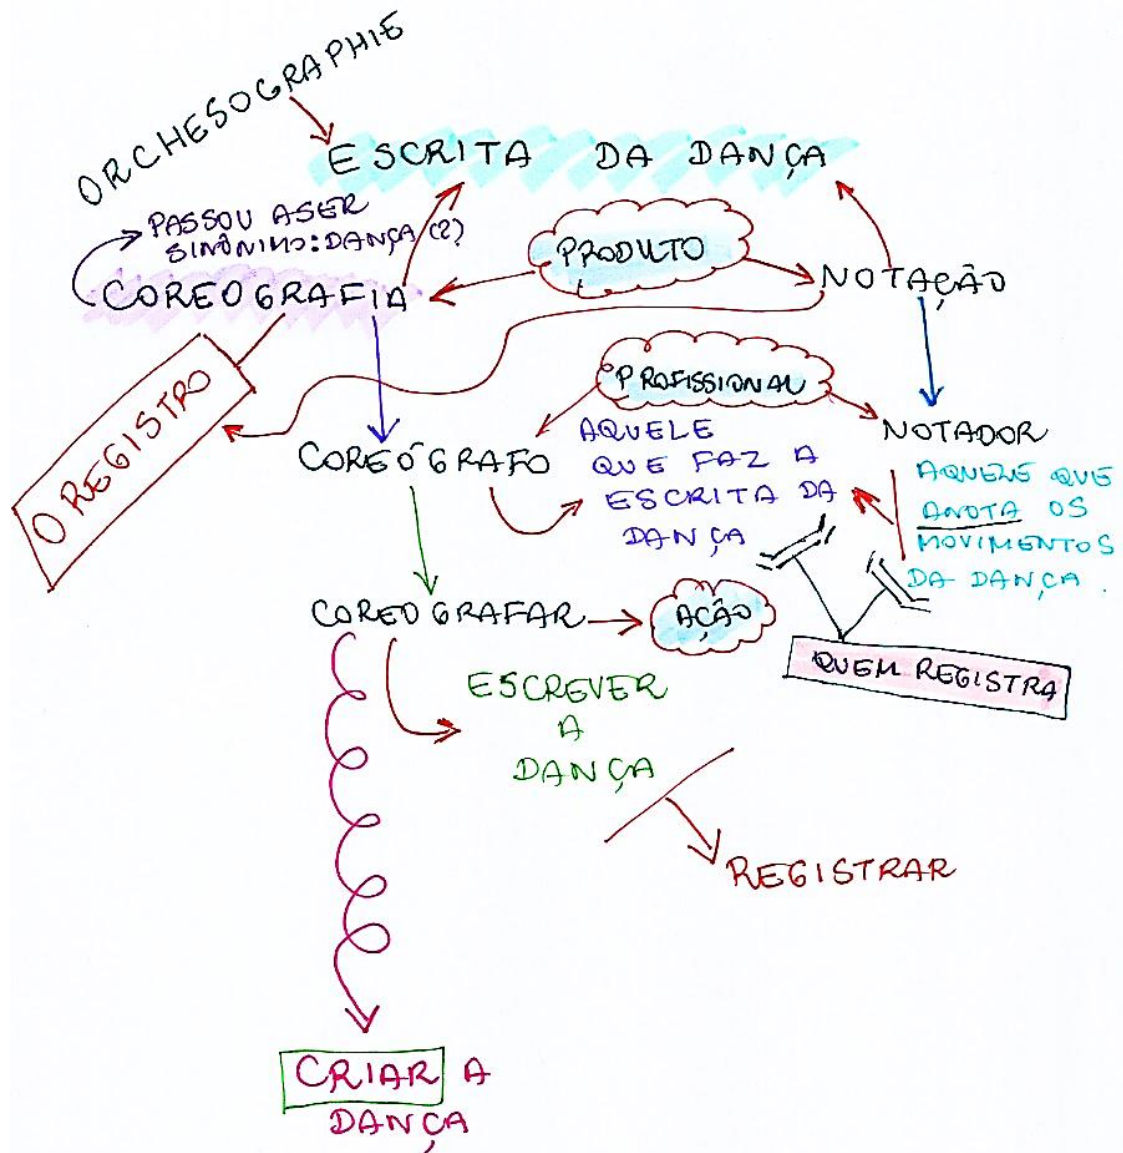 ORCHESOGRAPHIE
ESCRITA DA DANÇA
PASSOU A SER
SINÔNIMO: DANÇA (?)
PRODUTO
COREOGRAFIA
NOTAÇÃO
O REGISTRO
PROFISSIONAL
COREÓGRAFO
AQUELE
QUE FAZ A
ESCRITA DA
DANÇA
NOTADOR
AQUELE QUE
ANOTA OS
MOVIMENTOS
DA DANÇA.
COREOGRAFAR
AÇÃO
QUEM REGISTRA
ESCREVER
A
DANÇA
REGISTRAR
CRIAR A
DANÇA